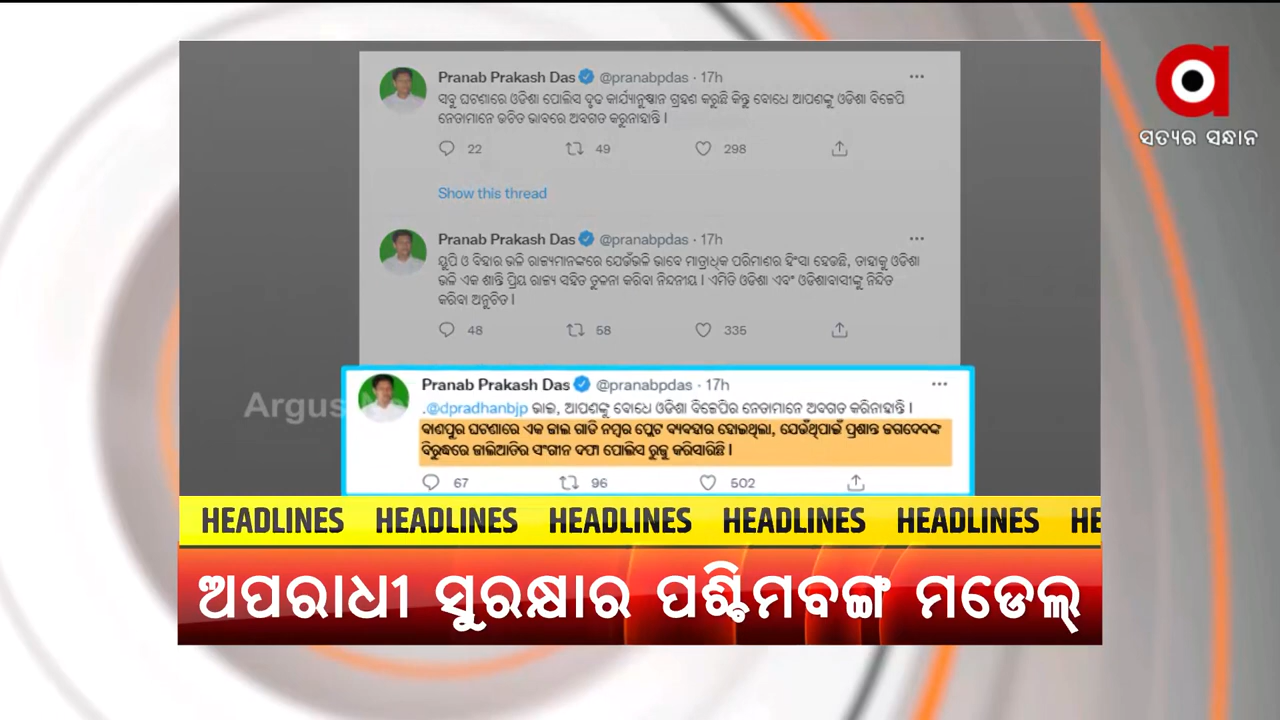 ସତ୍ୟର ସନ୍ଧାନ
Pranab Prakash Das @pranabpdas · 17h
ସବୁ ଘଟଣାରେ ଓଡିଶା ପୋଲିସ ଦୃଢ କାର୍ଯ୍ୟାନୁଷ୍ଠାନ ଗ୍ରହଣ କରୁଛି କିନ୍ତୁ ବୋଧେ ଆପଣଙ୍କୁ ଓଡିଶା ବିଜେପି
ନେତାମାନେ ଉଚିତ ଭାବରେ ଅବଗତ କରୁନାହାନ୍ତି ।
22 49 298
Show this thread
Pranab Prakash Das @pranabpdas · 17h
ୟୁପି ଓ ବିହାର ଭଳି ରାଜ୍ୟମାନଙ୍କରେ ଯେଉଁଭଳି ଭାବେ ମାତ୍ରାଧିକ ପରିମାଣର ହିଂସା ହେଉଛି, ତାହାକୁ ଓଡିଶା
ଭଳି ଏକ ଶାନ୍ତି ପ୍ରିୟ ରାଜ୍ୟ ସହିତ ତୁଳନା କରିବା ନିନ୍ଦନୀୟ । ଏମିତି ଓଡିଶା ଏବଂ ଓଡିଶାବାସୀଙ୍କୁ ନିନ୍ଦିତ
କରିବା ଅନୁଚିତ ।
48 58 335
Pranab Prakash Das @pranabpdas · 17h
.@dpradhanbjp ଭାଇ, ଆପଣଙ୍କୁ ବୋଧେ ଓଡିଶା ବିଜେପିର ନେତାମାନେ ଅବଗତ କରିନାହାନ୍ତି ।
ବାଣପୁର ଘଟଣାରେ ଏକ ଜାଲ ଗାଡି ନମ୍ବର ପ୍ଲେଟ ବ୍ୟବହାର ହୋଇଥିଲା, ଯେଉଁଥିପାଇଁ ପ୍ରଶାନ୍ତ ଜଗଦେବଙ୍କ
ବିରୁଦ୍ଧରେ ଜାଲିଆତିର ସଂଗୀନ ଦଫା ପୋଲିସ ରୁଜୁ କରିସାରିଛି ।
67 96 502
Argus
HEADLINES HEADLINES HEADLINES HEADLINES HEADLINES HE
ଅପରାଧୀ ସୁରକ୍ଷାର ପଶ୍ଚିମବଙ୍ଗ ମଡେଲ୍